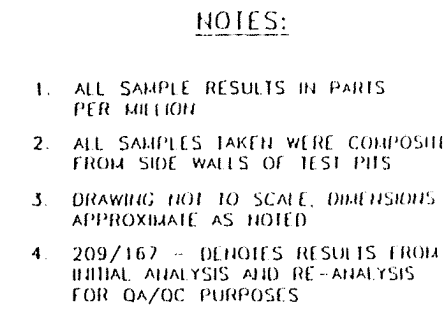 NOTES:
1. ALL SAMPLE RESULTS IN PARTS
PER MILLION
2. ALL SAMPLES TAKEN WERE COMPOSITE
FROM SIDE WALLS OF TEST PITS
3. DRAWING NOT TO SCALE, DIMENSIONS
APPROXIMATE AS NOTED
4. 209/167 - DENOTES RESULTS FROM
INITIAL ANALYSIS AND RE-ANALYSIS
FOR QA/QC PURPOSES